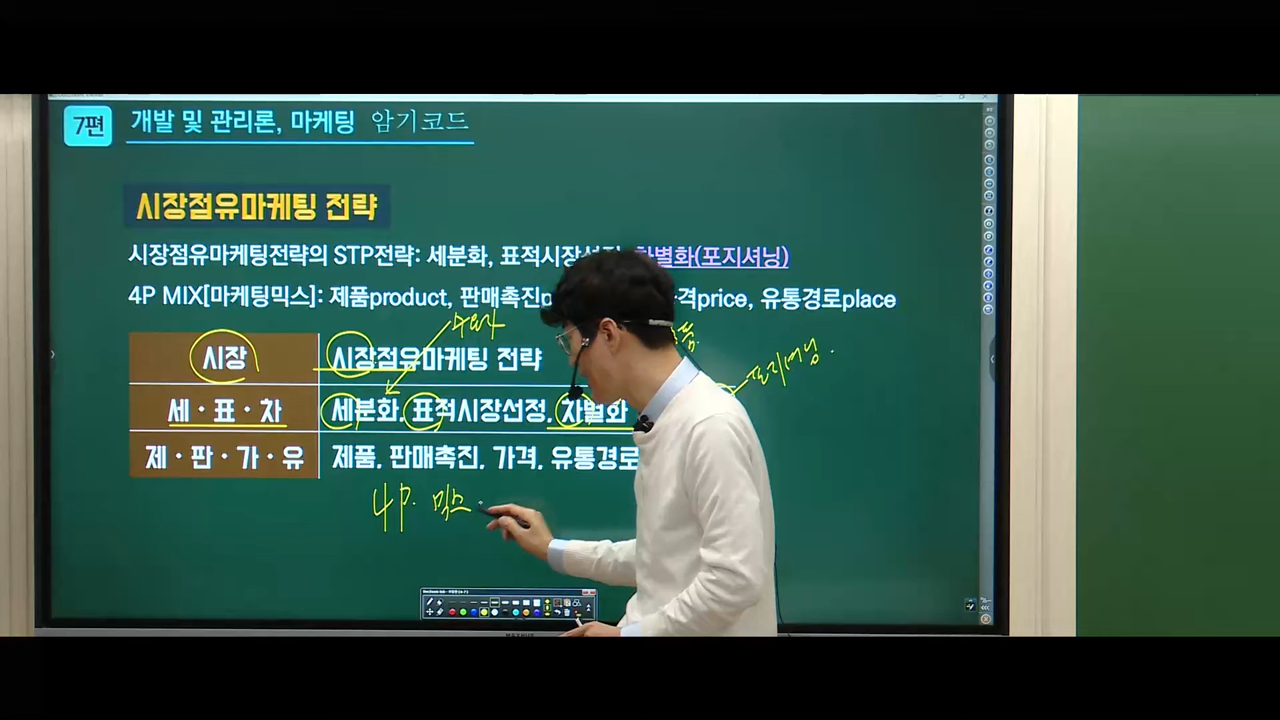 7편 개발 및 관리론, 마케팅 암기코드
시장점유마케팅 전략
시장점유마케팅전략의 STP전략: 세분화, 표적시장선정, 차별화(포지셔닝)
4P MIX[마케팅믹스]: 제품product, 판매촉진 price, 유통경로place
수요자
시장 시장점유마케팅 전략
포지셔닝.
세·표·차 세분화, 표적시장선정, 차별화
제·판·가·유 제품, 판매촉진, 가격, 유통경로
4P. 믹스